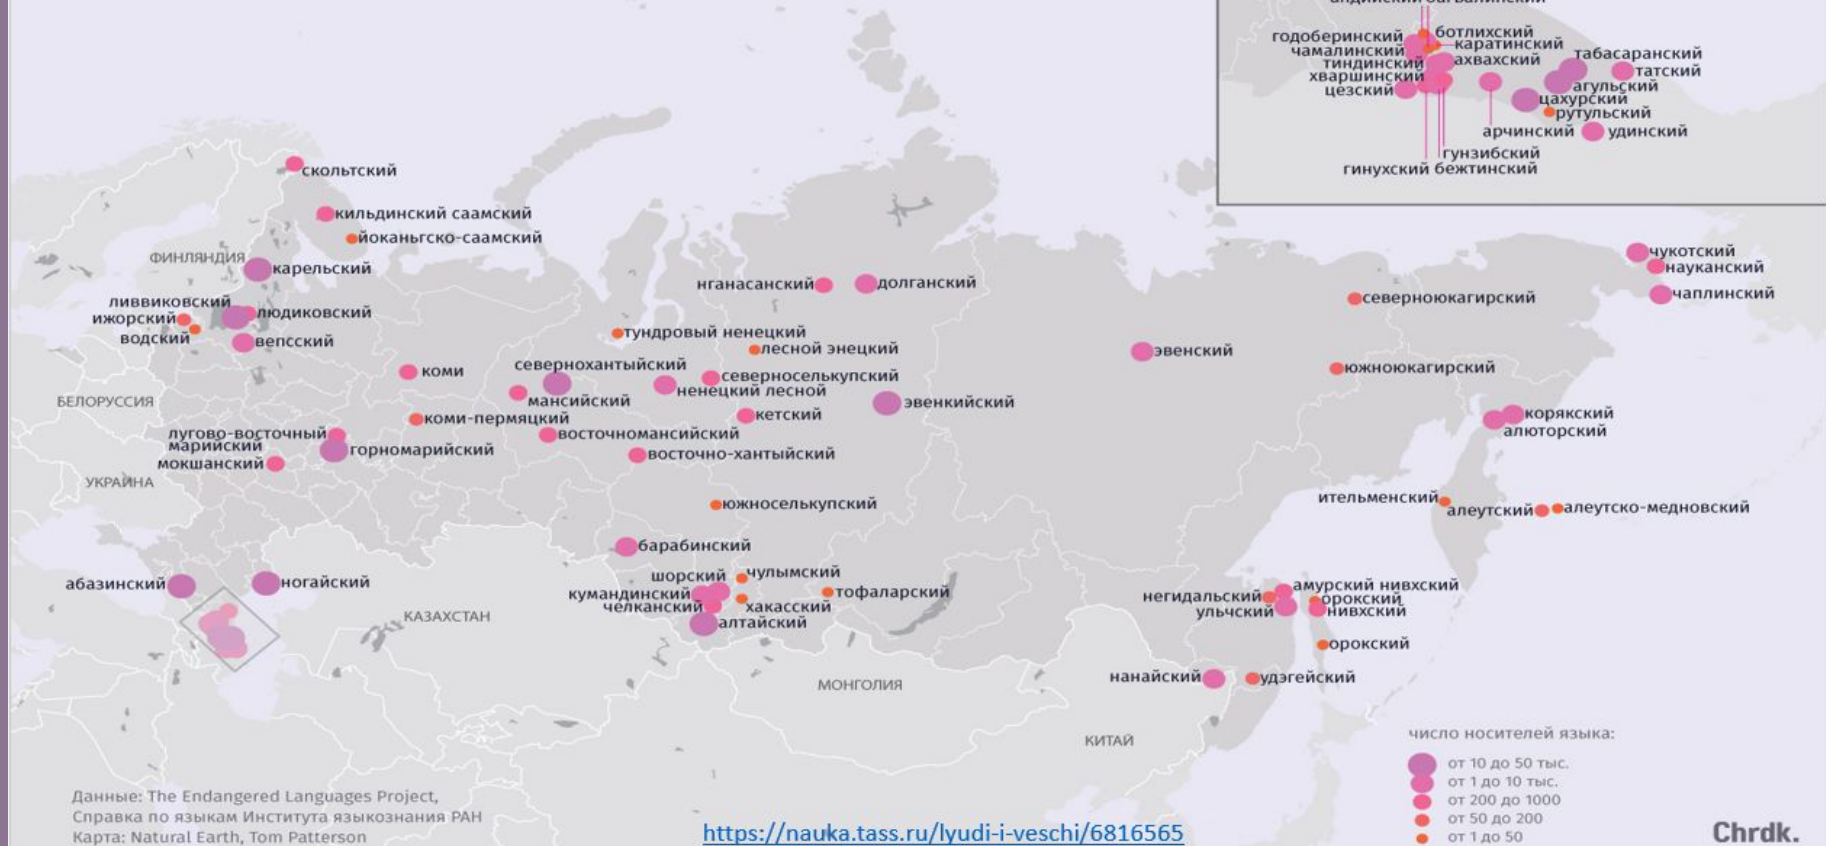 годоберинский
ботлихский
чамалинский
каратинский
тиндинский
ахвахский
табасаранский
хваршинский
татский
цезский
агульский
цахурский
рутульский
арчинский
удинский
гунзибский
гинухский бежтинский
скольтский
кильдинский саамский
йоканьгско-саамский
ФИНЛЯНДИЯ
карельский
ливвиковский
ижорский
людиковский
водский
вепсский
нганасанский
долганский
чукотский
науканский
чаплинский
североюкагирский
тундровый ненецкий
лесной энецкий
эвенский
коми
севернохантыйский
североселькупский
ненецкий лесной
южноюкагирский
БЕЛОРУССИЯ
мансийский
эвенкийский
коми-пермяцкий
кетский
корякский
алюторский
лугово-восточный
марийский
восточномансийский
горномарийский
восточно-хантыйский
мокшанский
УКРАИНА
южноселькупский
ительменский
алеутский
алеутско-медновский
барабинский
абазинский
ногайский
шорский
чулымский
кумандинский
тофаларский
челканский
хакасский
алтайский
КАЗАХСТАН
амурский нивхский
негидальский
орокский
ульчский
нивхский
орокский
нанайский
удэгейский
МОНГОЛИЯ
КИТАЙ
число носителей языка:
от 10 до 50 тыс.
от 1 до 10 тыс.
от 200 до 1000
от 50 до 200
от 1 до 50
Данные: The Endangered Languages Project,
Справка по языкам Института языкознания РАН
Карта: Natural Earth, Tom Patterson
https://nauka.tass.ru/lyudi-i-veschi/6816565
Chrdk.